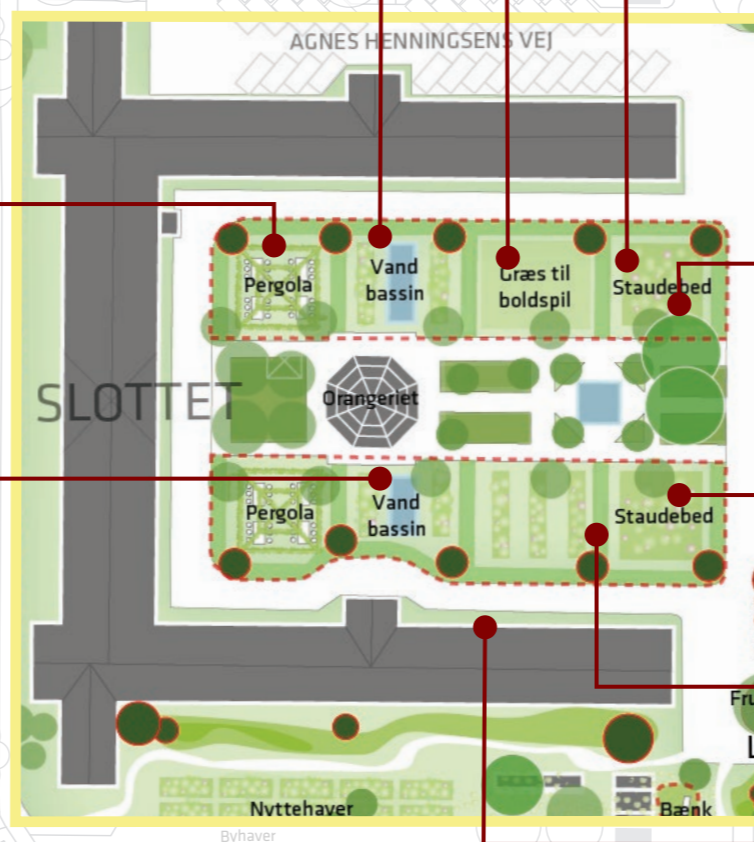 AGNES HENNINGSENS VEJ
Pergola
Vand
bassin
Græs til
boldspil
Staudebed
SLOTTET
Orangeriet
Pergola
Vand
bassin
Staudebed
Fru
L
Nyttehaver
Bænk
Byhaver